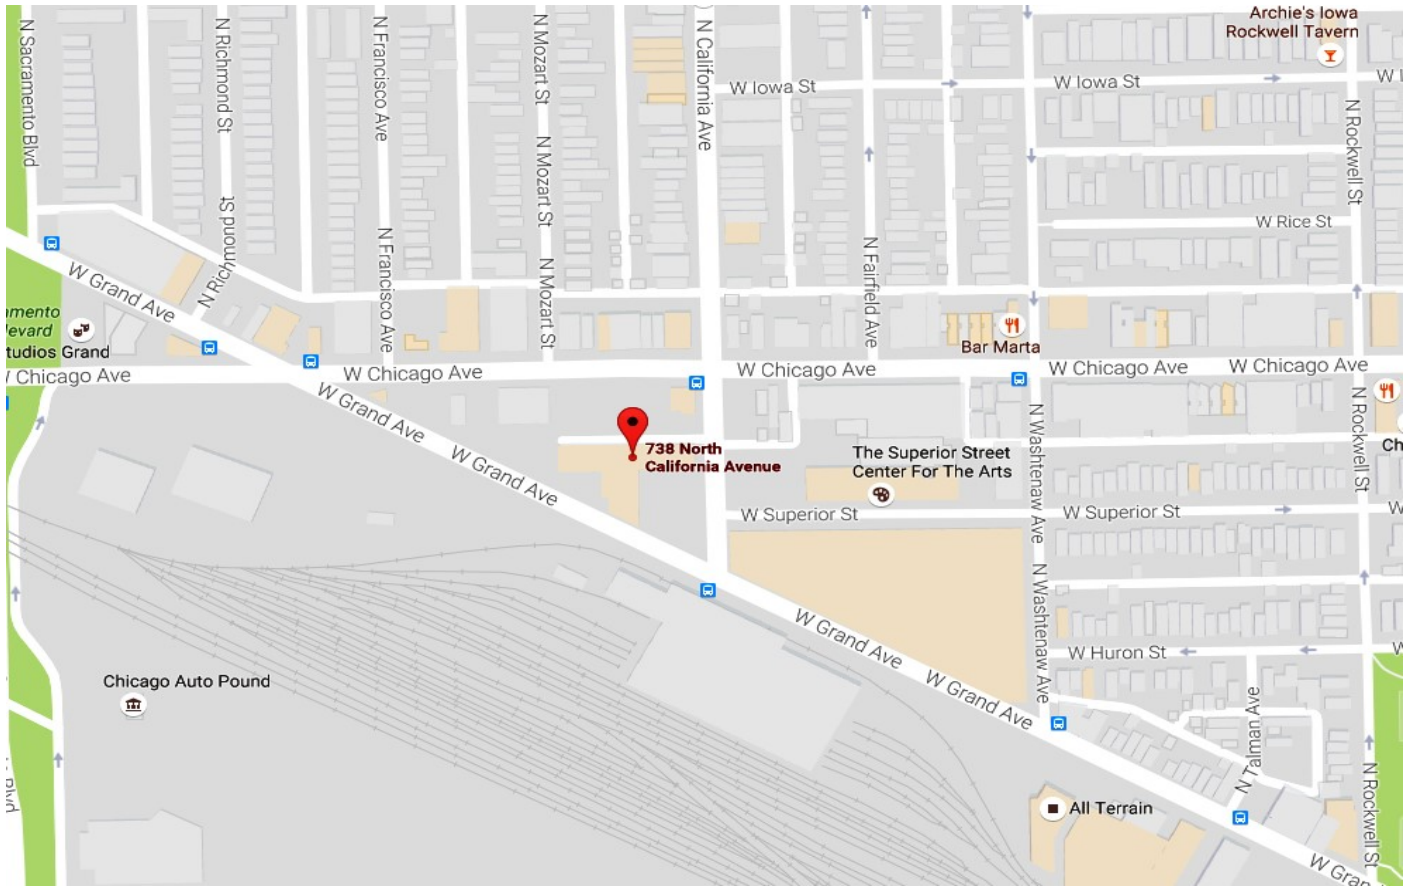 Archie's Iowa
Rockwell Tavern
N Sacramento Blvd
N Richmond St
N Francisco Ave
N Mozart St
N California Ave
W Iowa St
W Iowa St
N Rockwell St
N Mozart St
W Rice St
N Richmond St
N Francisco Ave
N Mozart St
N Fairfield Ave
W Grand Ave
Studios Grand
Bar Marta
W Chicago Ave
W Chicago Ave
W Chicago Ave
W Chicago Ave
W Chicago Ave
W Grand Ave
W Grand Ave
738 North
California Avenue
The Superior Street
Center For The Arts
N Washtenaw Ave
N Rockwell St
Ch
W Superior St
W Superior St
W Grand Ave
N Washtenaw Ave
W Huron St
W Grand Ave
Chicago Auto Pound
N Talman Ave
All Terrain
N Rockwell St
W Gran